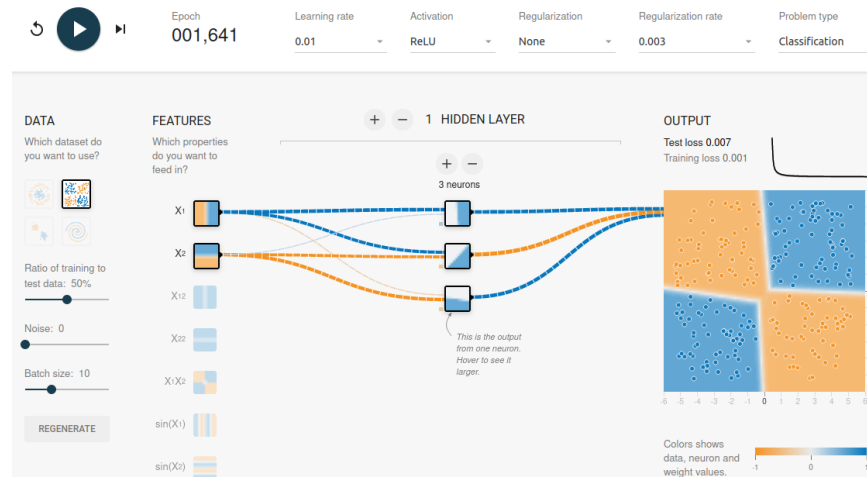 Epoch
001,641
Learning rate
0.01
Activation
ReLU
Regularization
None
Regularization rate
0.003
Problem type
Classification
DATA
Which dataset do
you want to use?
Ratio of training to
test data: 50%
Noise: 0
Batch size: 10
REGENERATE
FEATURES
Which properties
do you want to
feed in?
X1
X2
X12
X22
X1X2
sin(X1)
sin(X2)
+ − 1 HIDDEN LAYER
+ −
3 neurons
This is the output
from one neuron.
Hover to see it
larger.
OUTPUT
Test loss 0.007
Training loss 0.001
-6 -5 -4 -3 -2 -1 0 1 2 3 4 5 6
Colors shows
data, neuron and
weight values.
-1 0